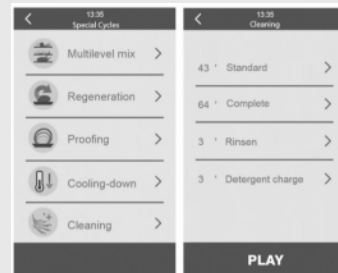 13:35
Special Cycles
Multilevel mix
Regeneration
Proofing
Cooling-down
Cleaning
13:35
Cleaning
43 ' Standard
64 ' Complete
3 ' Rinsen
3 ' Detergent charge
PLAY